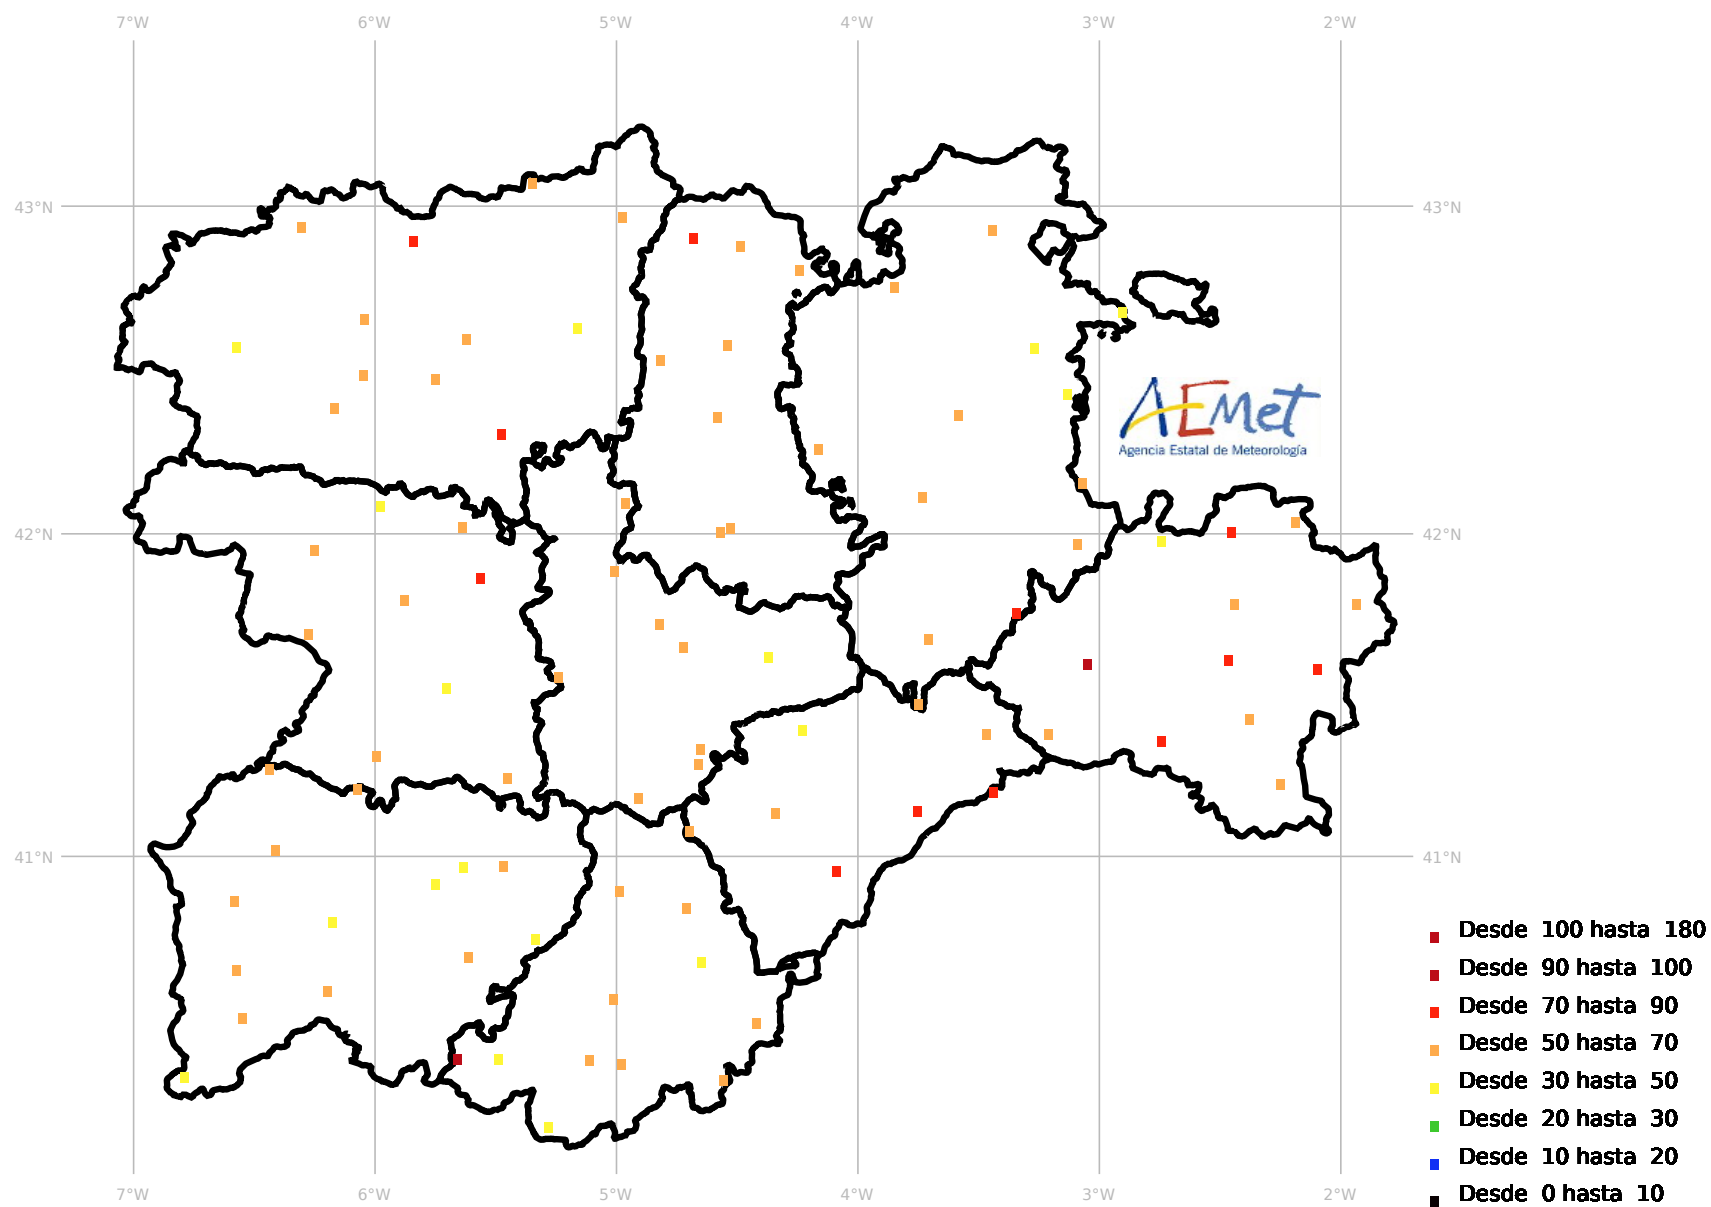 7°W 6°W 5°W 4°W 3°W 2°W
43°N 43°N
AEMet
Agencia Estatal de Meteorología
42°N 42°N
41°N 41°N
Desde 100 hasta 180
Desde 90 hasta 100
Desde 70 hasta 90
Desde 50 hasta 70
Desde 30 hasta 50
Desde 20 hasta 30
Desde 10 hasta 20
Desde 0 hasta 10
7°W 6°W 5°W 4°W 3°W 2°W